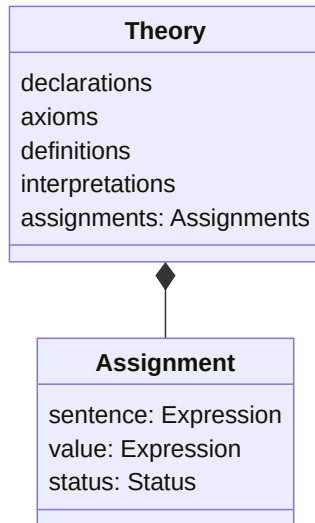 Theory
declarations
axioms
definitions
interpretations
assignments: Assignments
Assignment
sentence: Expression
value: Expression
status: Status